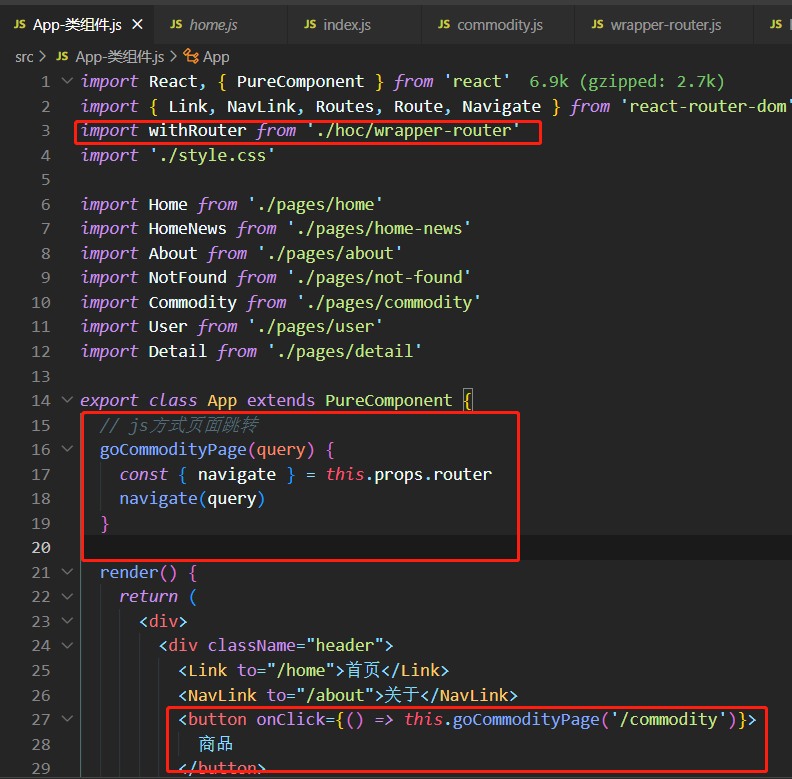 JS App-类组件.js × JS home.js JS index.js JS commodity.js JS wrapper-router.js JS
src > JS App-类组件.js > App
1 import React, { PureComponent } from 'react' 6.9k (gzipped: 2.7k)
2 import { Link, NavLink, Routes, Route, Navigate } from 'react-router-dom'
3 import withRouter from './hoc/wrapper-router'
4 import './style.css'
5
6 import Home from './pages/home'
7 import HomeNews from './pages/home-news'
8 import About from './pages/about'
9 import NotFound from './pages/not-found'
10 import Commodity from './pages/commodity'
11 import User from './pages/user'
12 import Detail from './pages/detail'
13
14 export class App extends PureComponent {
15 // js方式页面跳转
16 goCommodityPage(query) {
17 const { navigate } = this.props.router
18 navigate(query)
19 }
20
21 render() {
22 return (
23 <div>
24 <div className="header">
25 <Link to="/home">首页</Link>
26 <NavLink to="/about">关于</NavLink>
27 <button onClick={() => this.goCommodityPage('/commodity')}>
28 商品
29 </button>